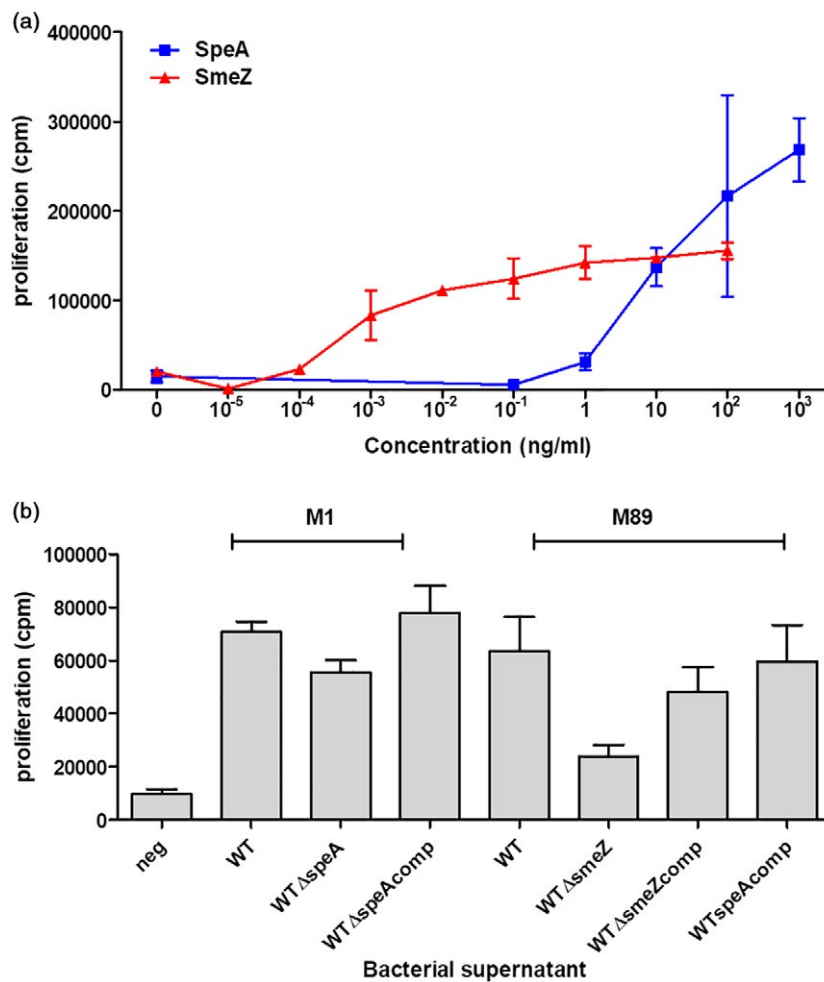 (a)
400000
300000
200000
100000
0
proliferation (cpm)
SpeA
SmeZ
0 10⁻⁵ 10⁻⁴ 10⁻³ 10⁻² 10⁻¹ 1 10 10² 10³
Concentration (ng/ml)
(b)
M1 M89
100000
80000
60000
40000
20000
0
proliferation (cpm)
neg
WT
WTΔspeA
WTΔspeAcomp
WT
WTΔsmeZ
WTΔsmeZcomp
WTspeAcomp
Bacterial supernatant